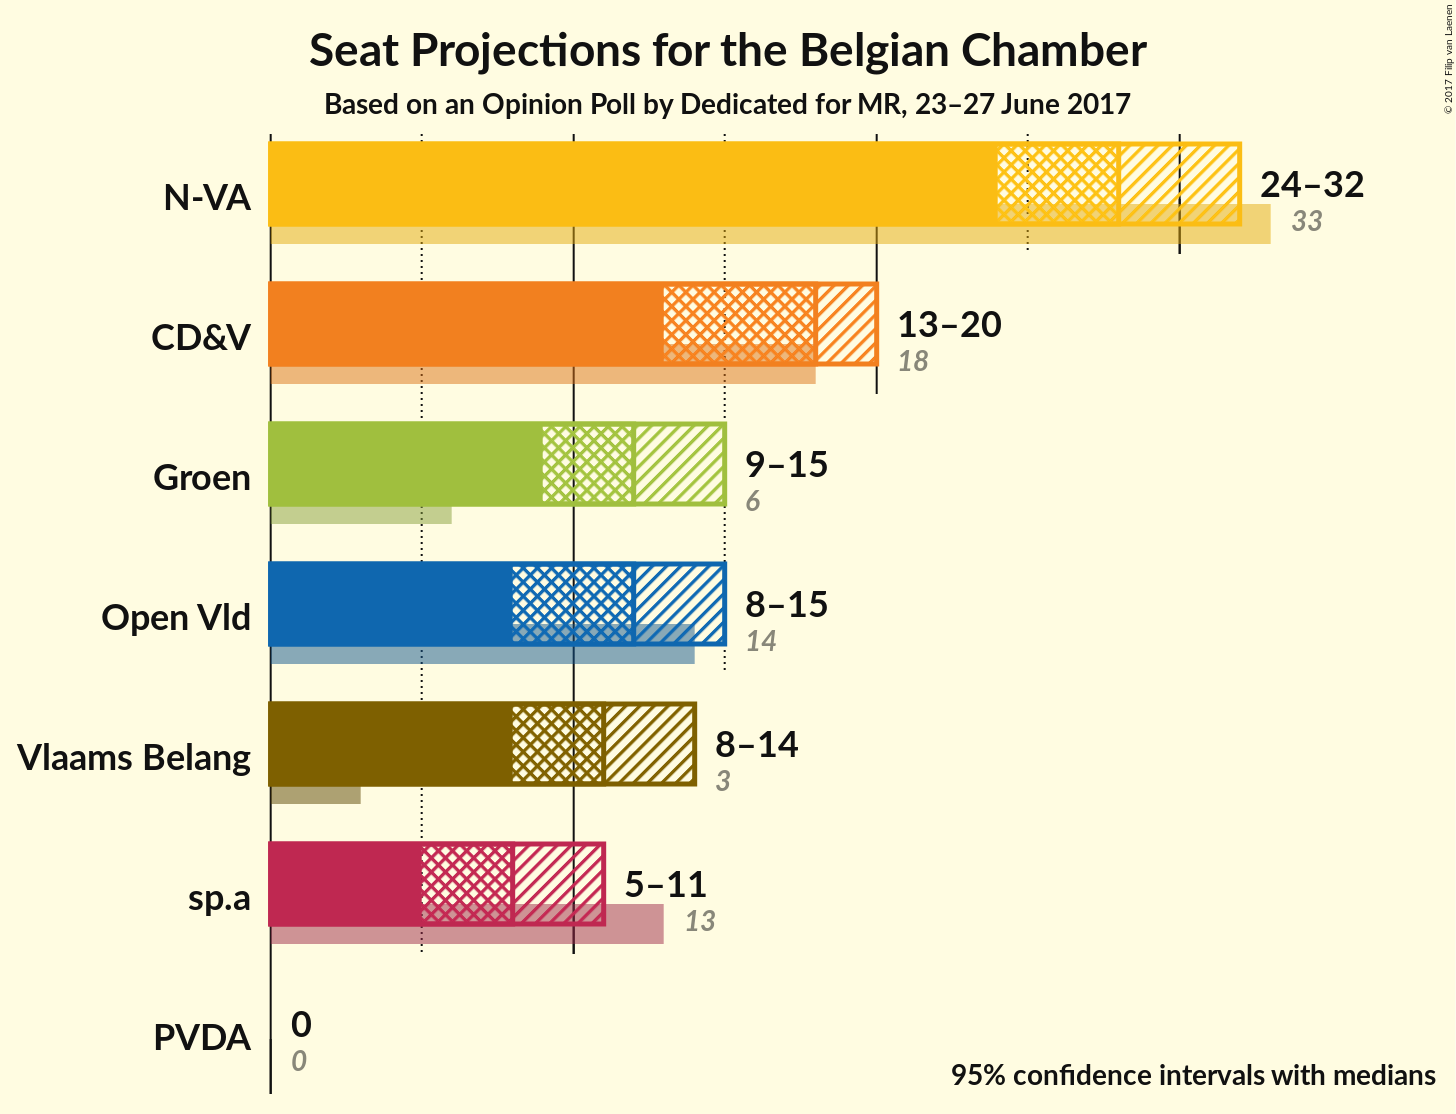 Seat Projections for the Belgian Chamber
Based on an Opinion Poll by Dedicated for MR, 23–27 June 2017
© 2017 Filip van Laenen
N-VA
24–32
33
CD&V
13–20
18
Groen
9–15
6
Open Vld
8–15
14
Vlaams Belang
8–14
3
sp.a
5–11
13
PVDA
0
0
95% confidence intervals with medians